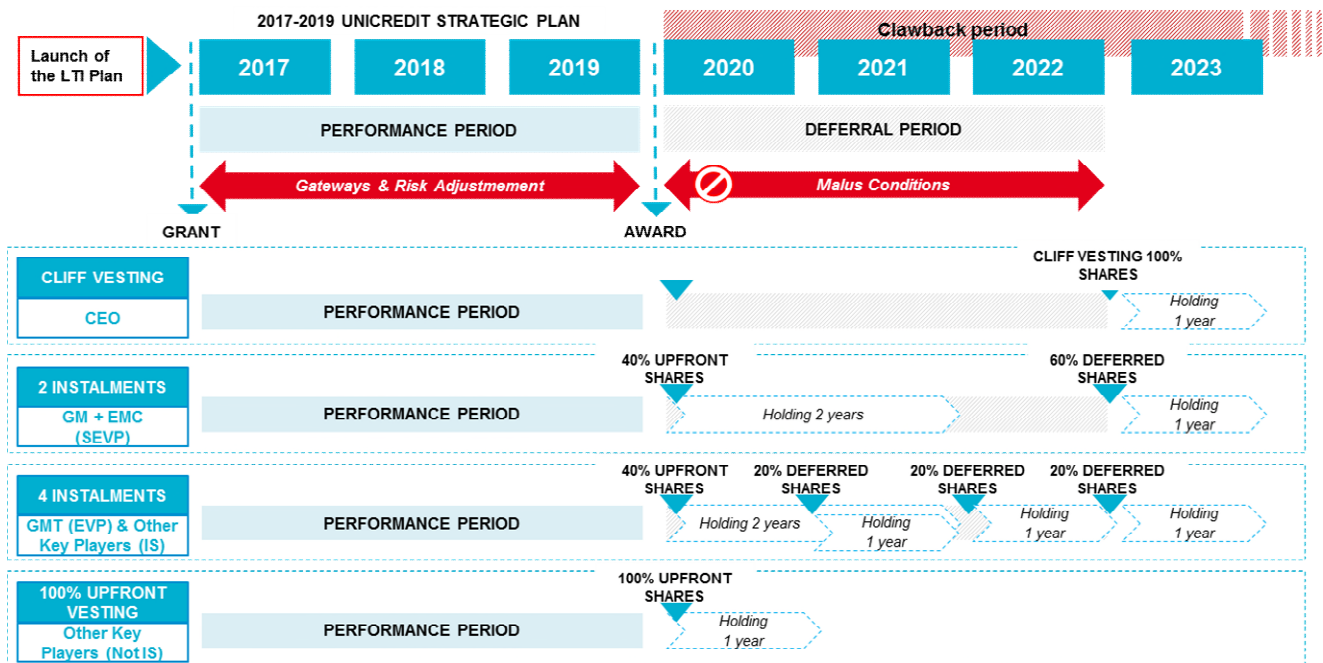 2017-2019 UNICREDIT STRATEGIC PLAN
Clawback period
Launch of
the LTI Plan
2017
2018
2019
2020
2021
2022
2023
PERFORMANCE PERIOD
DEFERRAL PERIOD
Gateways & Risk Adjustmement
Malus Conditions
GRANT
AWARD
CLIFF VESTING
CEO
PERFORMANCE PERIOD
CLIFF VESTING 100%
SHARES
Holding
1 year
2 INSTALMENTS
GM + EMC
(SEVP)
PERFORMANCE PERIOD
40% UPFRONT
SHARES
Holding 2 years
60% DEFERRED
SHARES
Holding
1 year
4 INSTALMENTS
GMT (EVP) & Other
Key Players (IS)
PERFORMANCE PERIOD
40% UPFRONT
SHARES
Holding 2 years
20% DEFERRED
SHARES
Holding
1 year
20% DEFERRED
SHARES
Holding
1 year
20% DEFERRED
SHARES
Holding
1 year
100% UPFRONT
VESTING
Other Key
Players (Not IS)
PERFORMANCE PERIOD
100% UPFRONT
SHARES
Holding
1 year